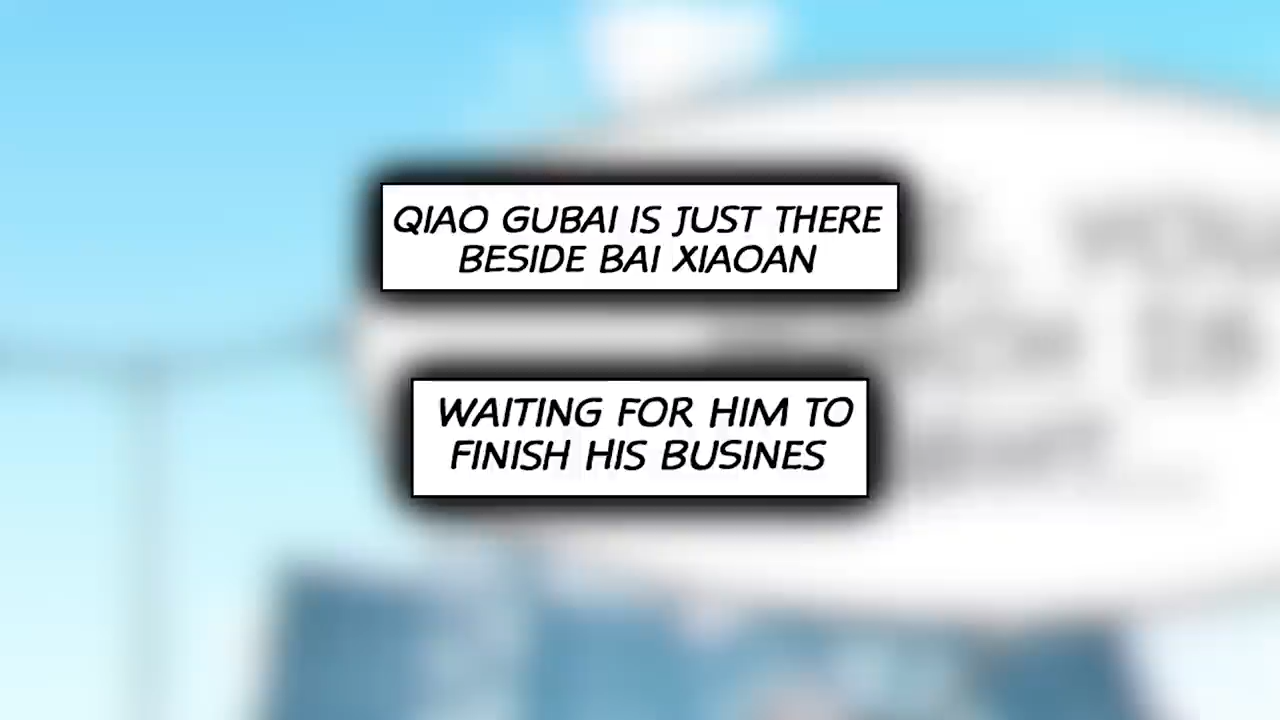 QIAO GUBAI IS JUST THERE
BESIDE BAI XIAOAN
WAITING FOR HIM TO
FINISH HIS BUSINES